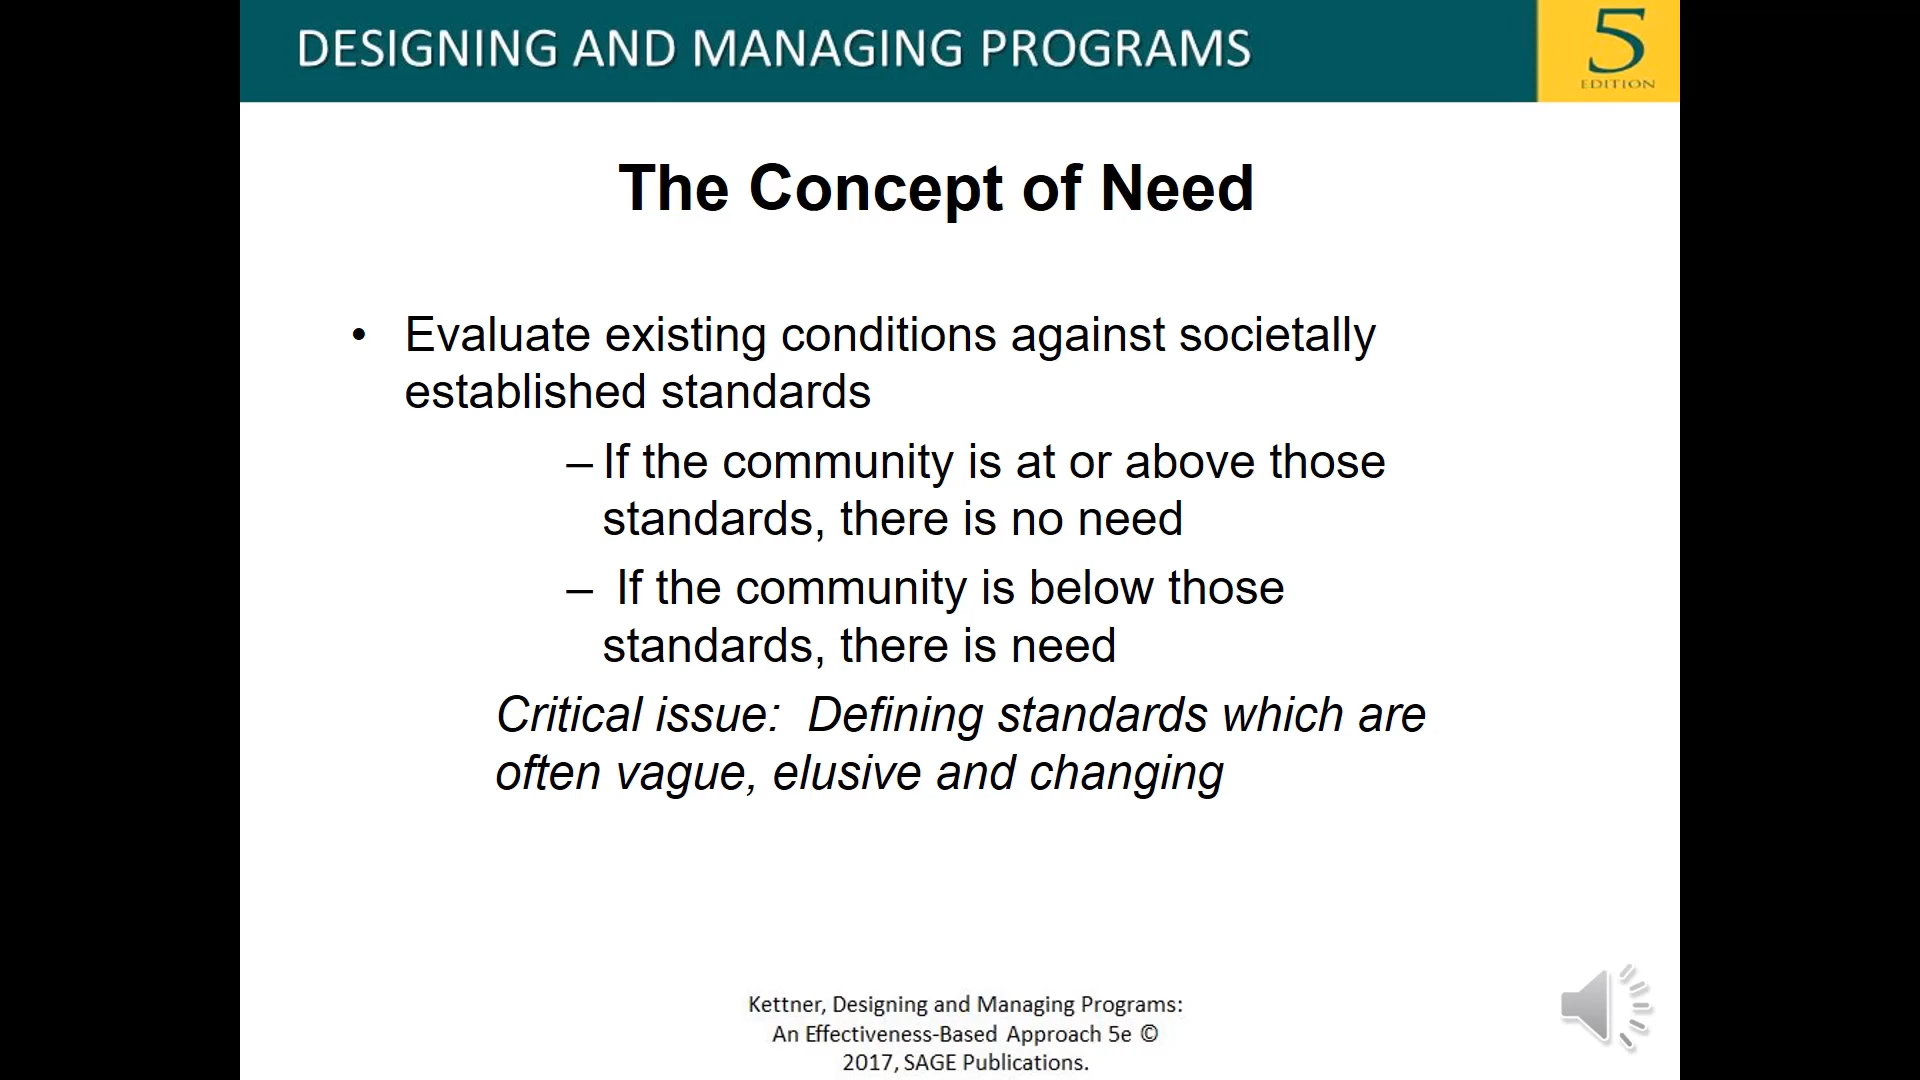 DESIGNING AND MANAGING PROGRAMS
5
EDITION
The Concept of Need
• Evaluate existing conditions against societally
established standards
– If the community is at or above those
standards, there is no need
– If the community is below those
standards, there is need
Critical issue: Defining standards which are
often vague, elusive and changing
Kettner, Designing and Managing Programs:
An Effectiveness-Based Approach 5e ©
2017, SAGE Publications.